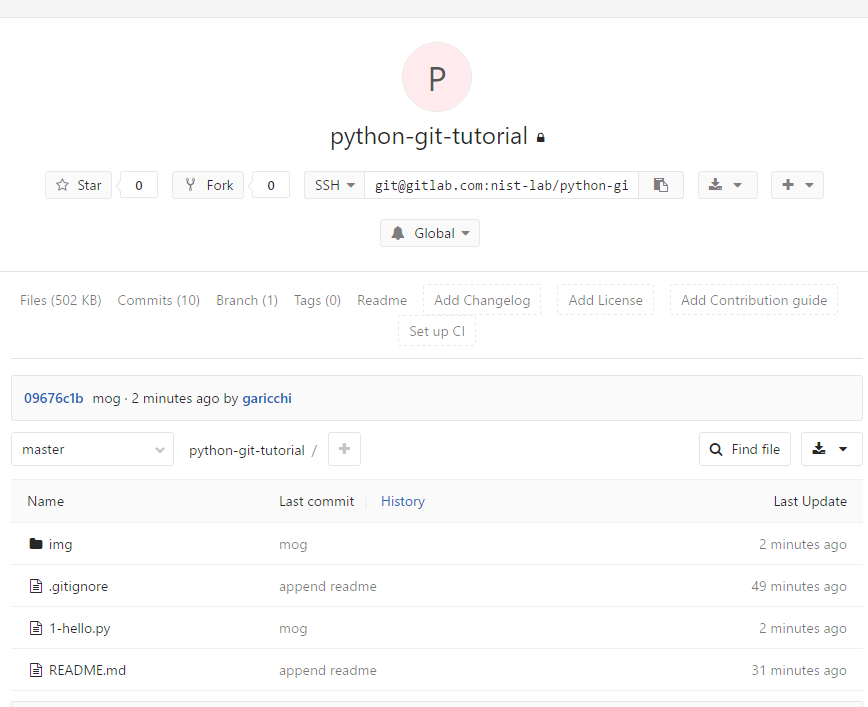 P
python-git-tutorial
Star 0 Fork 0 SSH git@gitlab.com:nist-lab/python-gi
Global
Files (502 KB) Commits (10) Branch (1) Tags (0) Readme Add Changelog Add License Add Contribution guide
Set up CI
09676c1b mog · 2 minutes ago by garicchi
master python-git-tutorial / Find file
Name Last commit History Last Update
img mog 2 minutes ago
.gitignore append readme 49 minutes ago
1-hello.py mog 2 minutes ago
README.md append readme 31 minutes ago